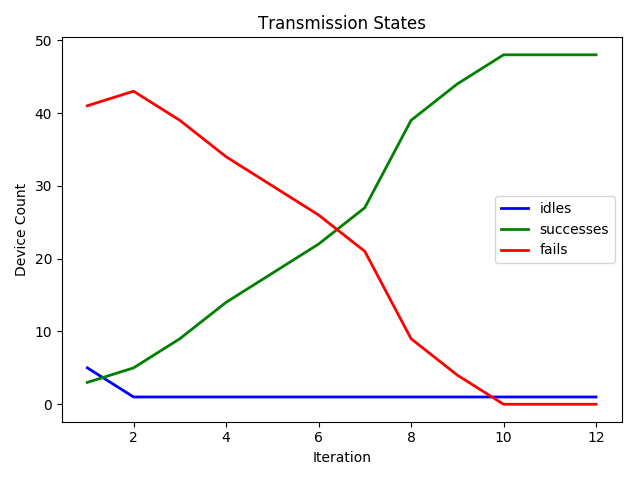 Transmission States
Device Count
50
40
30
20
10
0
2 4 6 8 10 12
Iteration
idles
successes
fails